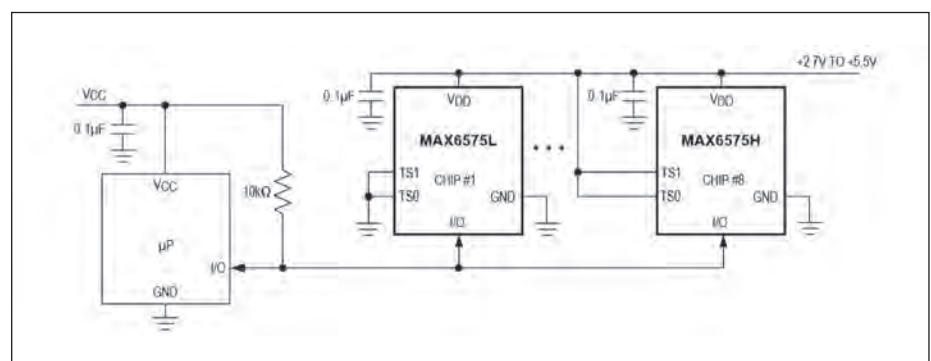 +2.7V TO +5.5V
VCC
0.1µF
0.1µF
VDD
0.1µF
VDD
MAX6575L
MAX6575H
VCC
10kΩ
TS1
CHIP #1
TS0
GND
I/O
TS1
CHIP #8
TS0
GND
I/O
µP
I/O
GND